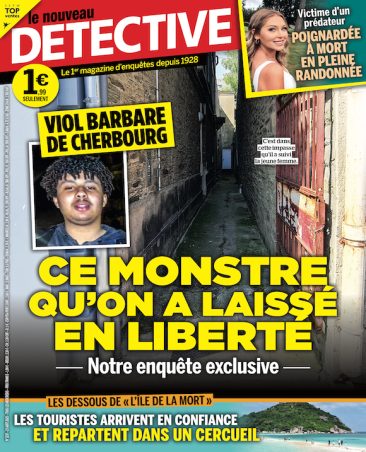 TOP
ventes
le nouveau
DETECTIVE
Le 1er magazine d'enquêtes depuis 1928
1€
,99
SEULEMENT
Victime d'un
prédateur
POIGNARDÉE
À MORT
EN PLEINE
RANDONNÉE
VIOL BARBARE
DE CHERBOURG
C'est dans
cette impasse
qu'il a suivi
la jeune femme.
CE MONSTRE
QU'ON A LAISSÉ
EN LIBERTÉ
Notre enquête exclusive
LES DESSOUS DE « L'ÎLE DE LA MORT »
LES TOURISTES ARRIVENT EN CONFIANCE
ET REPARTENT DANS UN CERCUEIL